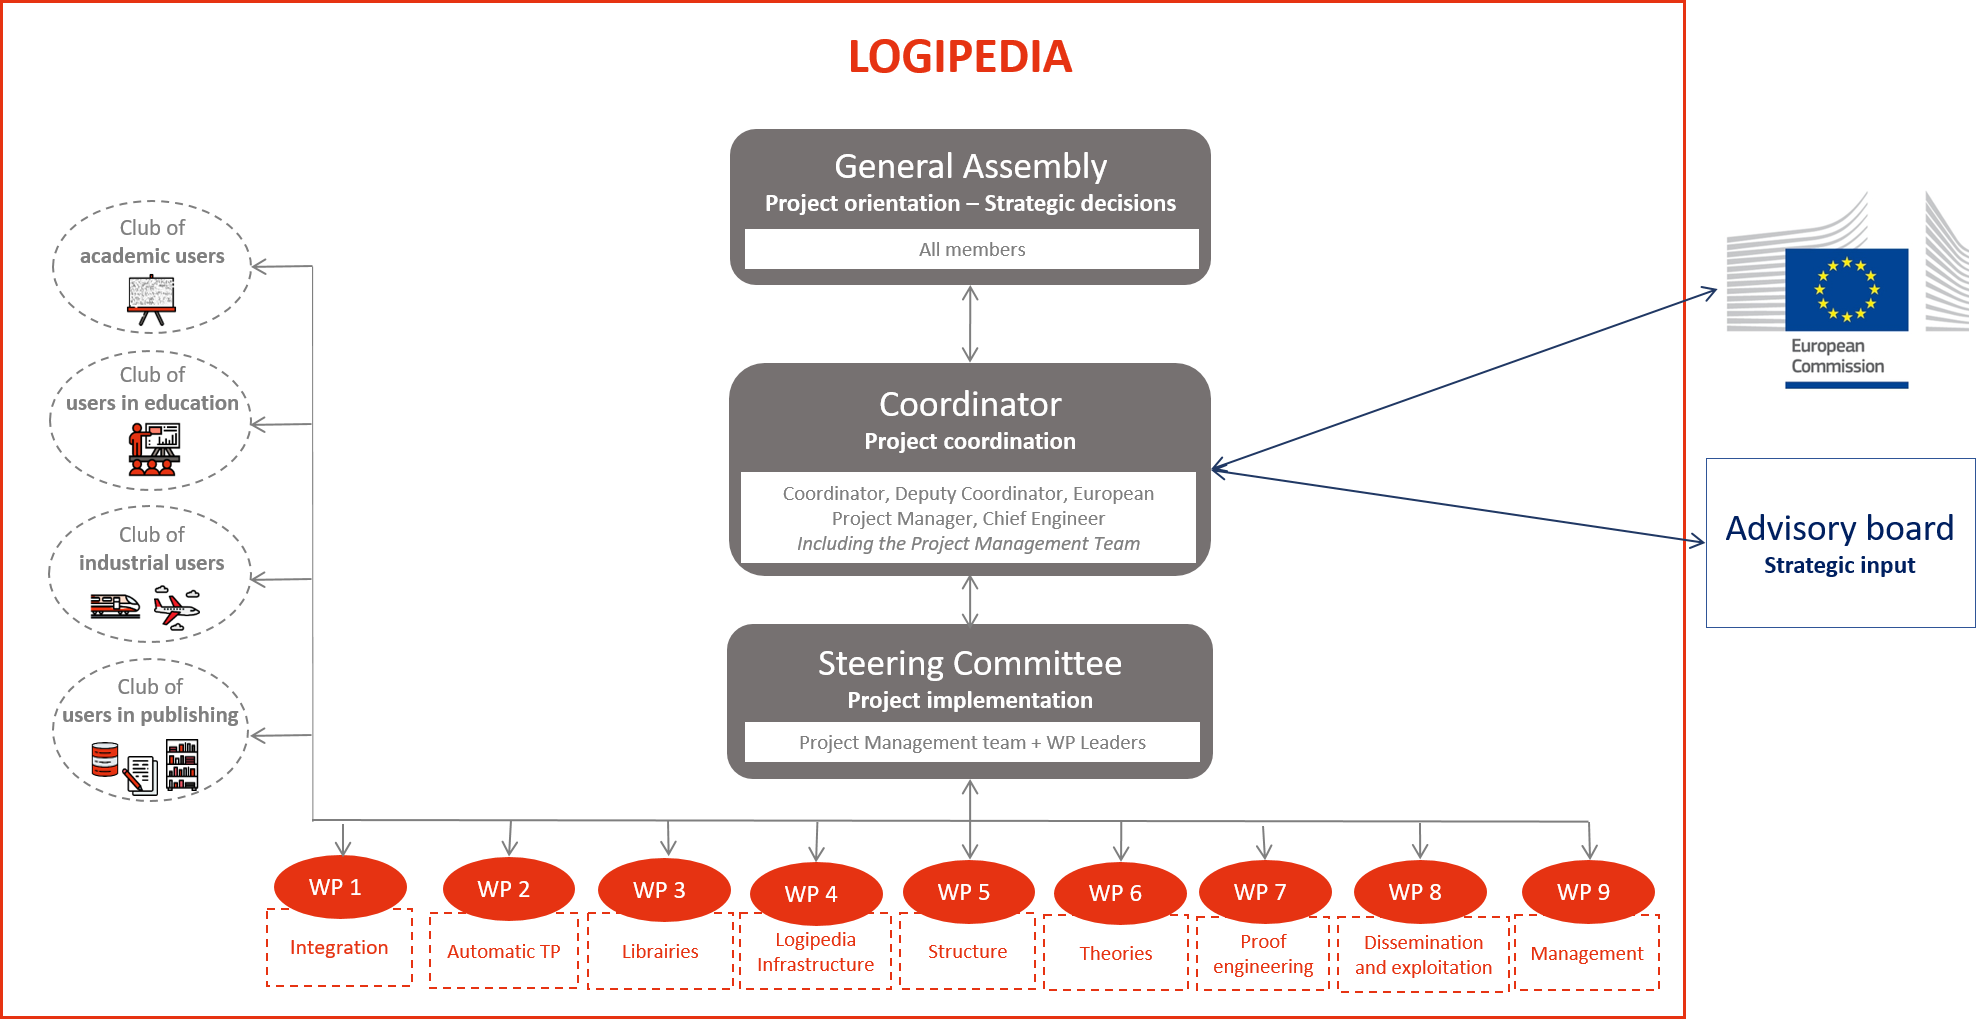 LOGIPEDIA
General Assembly
Project orientation – Strategic decisions
All members
Club of
academic users
Club of
users in education
Club of
industrial users
Club of
users in publishing
Coordinator
Project coordination
Coordinator, Deputy Coordinator, European
Project Manager, Chief Engineer
Including the Project Management Team
European
Commission
Advisory board
Strategic input
Steering Committee
Project implementation
Project Management team + WP Leaders
WP 1
Integration
WP 2
Automatic TP
WP 3
Librairies
WP 4
Logipedia
Infrastructure
WP 5
Structure
WP 6
Theories
WP 7
Proof
engineering
WP 8
Dissemination
and exploitation
WP 9
Management